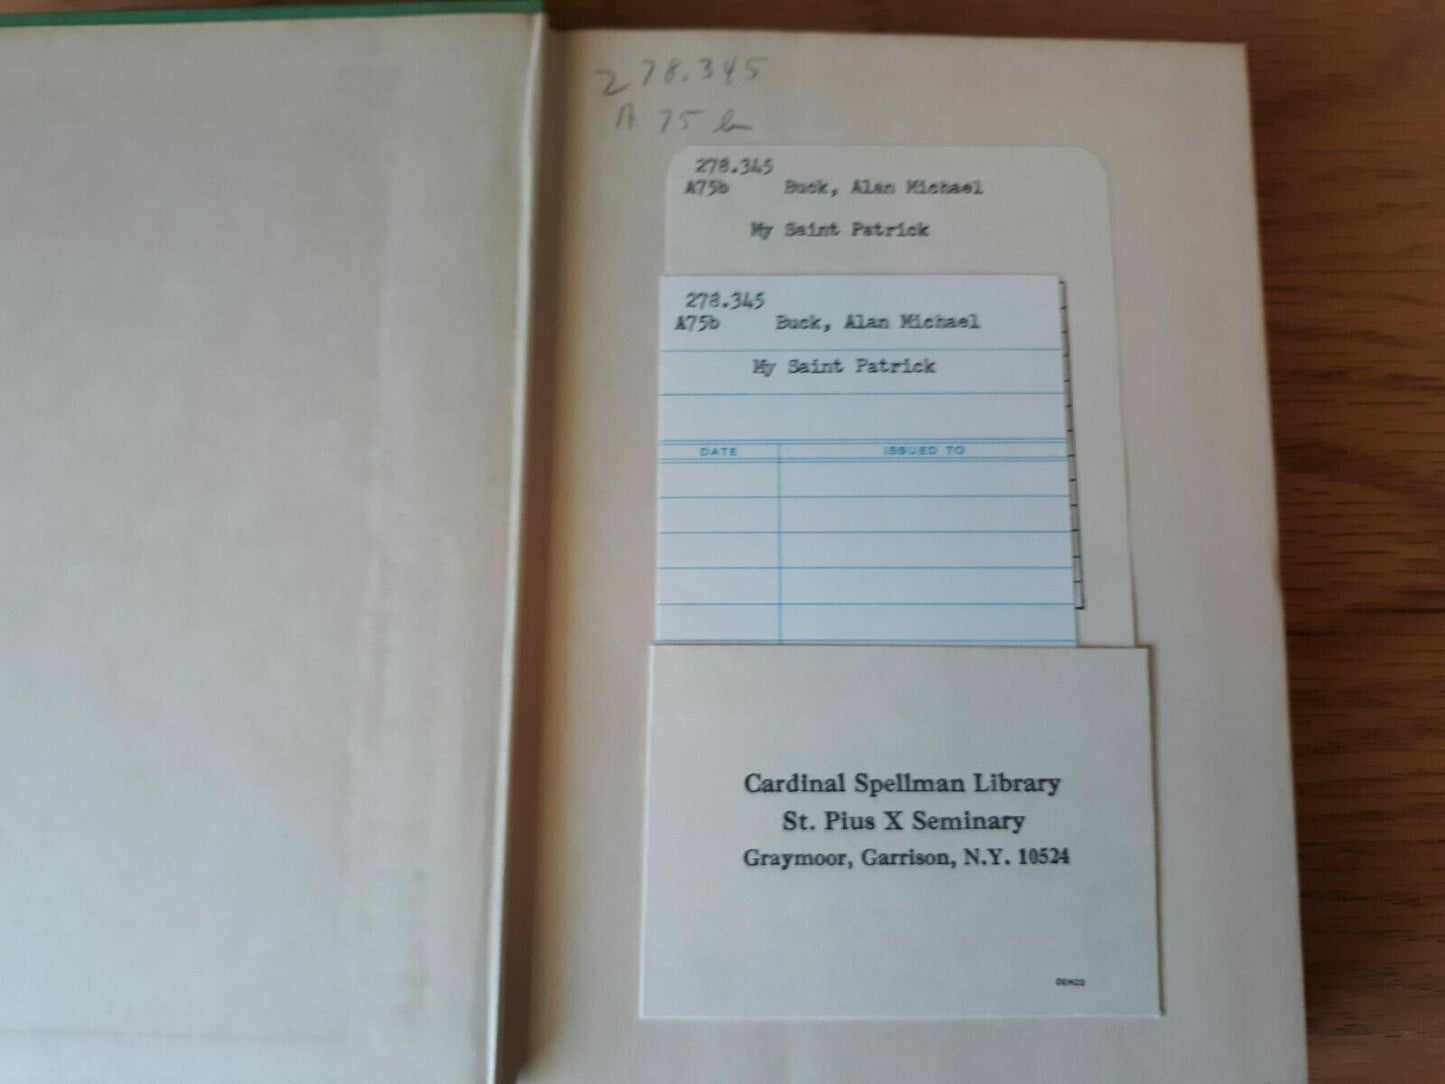 278.345
A 75 b
278.345
A75b Buck, Alan Michael
My Saint Patrick
278.345
A75b Buck, Alan Michael
My Saint Patrick
DATE ISSUED TO
Cardinal Spellman Library
St. Pius X Seminary
Graymoor, Garrison, N.Y. 10524
DEMCO